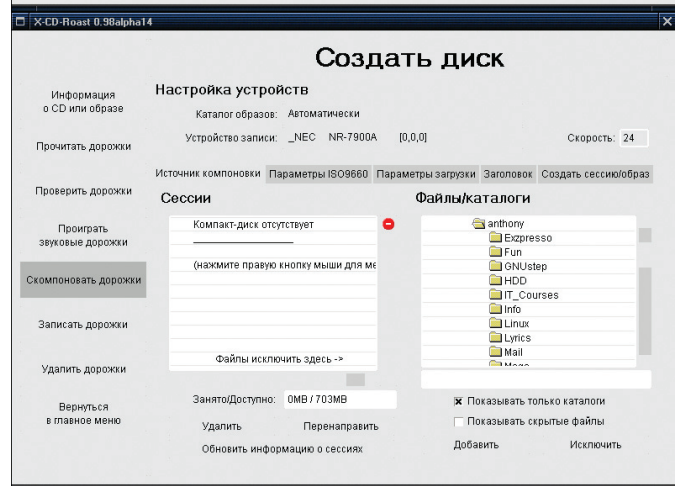 X-CD-Roast 0.98alpha14
Создать диск
Информация
о CD или образе
Прочитать дорожки
Проверить дорожки
Проиграть
звуковые дорожки
Скомпоновать дорожки
Записать дорожки
Удалить дорожки
Вернуться
в главное меню
Настройка устройств
Каталог образов: Автоматически
Устройство записи: _NEC NR-7900A [0,0,0] Скорость: 24
Источник компоновки Параметры ISO9660 Параметры загрузки Заголовок Создать сессию/образ
Сессии
Компакт-диск отсутствует
(нажмите правую кнопку мыши для ме
Файлы исключить здесь ->
Занято/Доступно: 0MB / 703MB
Удалить Перенаправить
Обновить информацию о сессиях
Файлы/каталоги
anthony
Exzpresso
Fun
GNUstep
HDD
IT_Courses
Info
Linux
Lyrics
Mail
Показывать только каталоги
Показывать скрытые файлы
Добавить Исключить